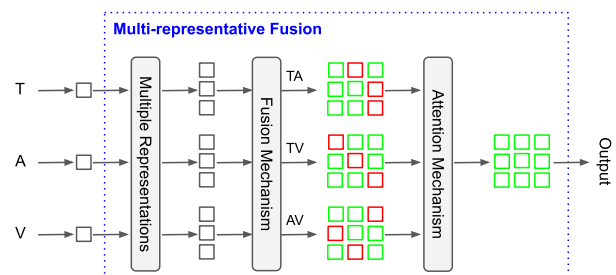 Multi-representative Fusion
T
A
V
Multiple Representations
Fusion Mechanism
TA
TV
AV
Attention Mechanism
Output